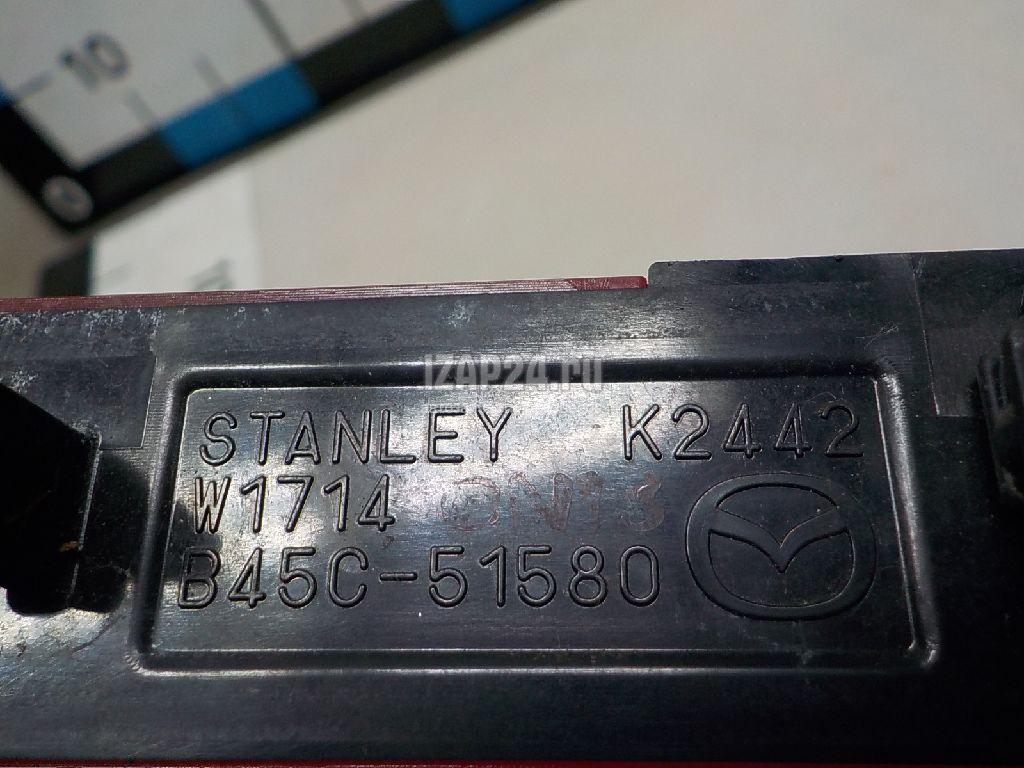 10
IZAP24.ru
STANLEY K2442
W1714
B45C-51580